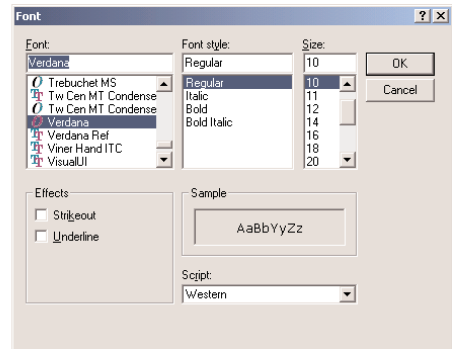 Font
Font: Font style: Size:
Verdana Regular 10 OK
Trebuchet MS Regular 10 Cancel
Tw Cen MT Condense Italic 11
Tw Cen MT Condense Bold 12
Verdana Bold Italic 14
Verdana Ref 16
Viner Hand ITC 18
VisualUI 20
Effects Sample
Strikeout
Underline
AaBbYyZz
Script:
Western